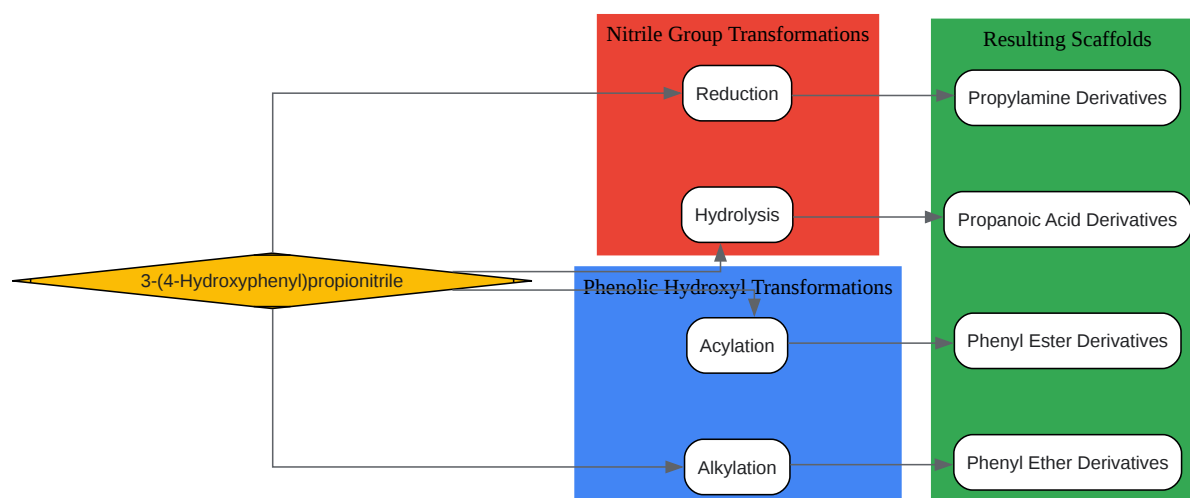 Nitrile Group Transformations
Resulting Scaffolds
Reduction
Propylamine Derivatives
Hydrolysis
Propanoic Acid Derivatives
3-(4-Hydroxyphenyl)propionitrile
Phenolic Hydroxyl Transformations
Acylation
Phenyl Ester Derivatives
Alkylation
Phenyl Ether Derivatives